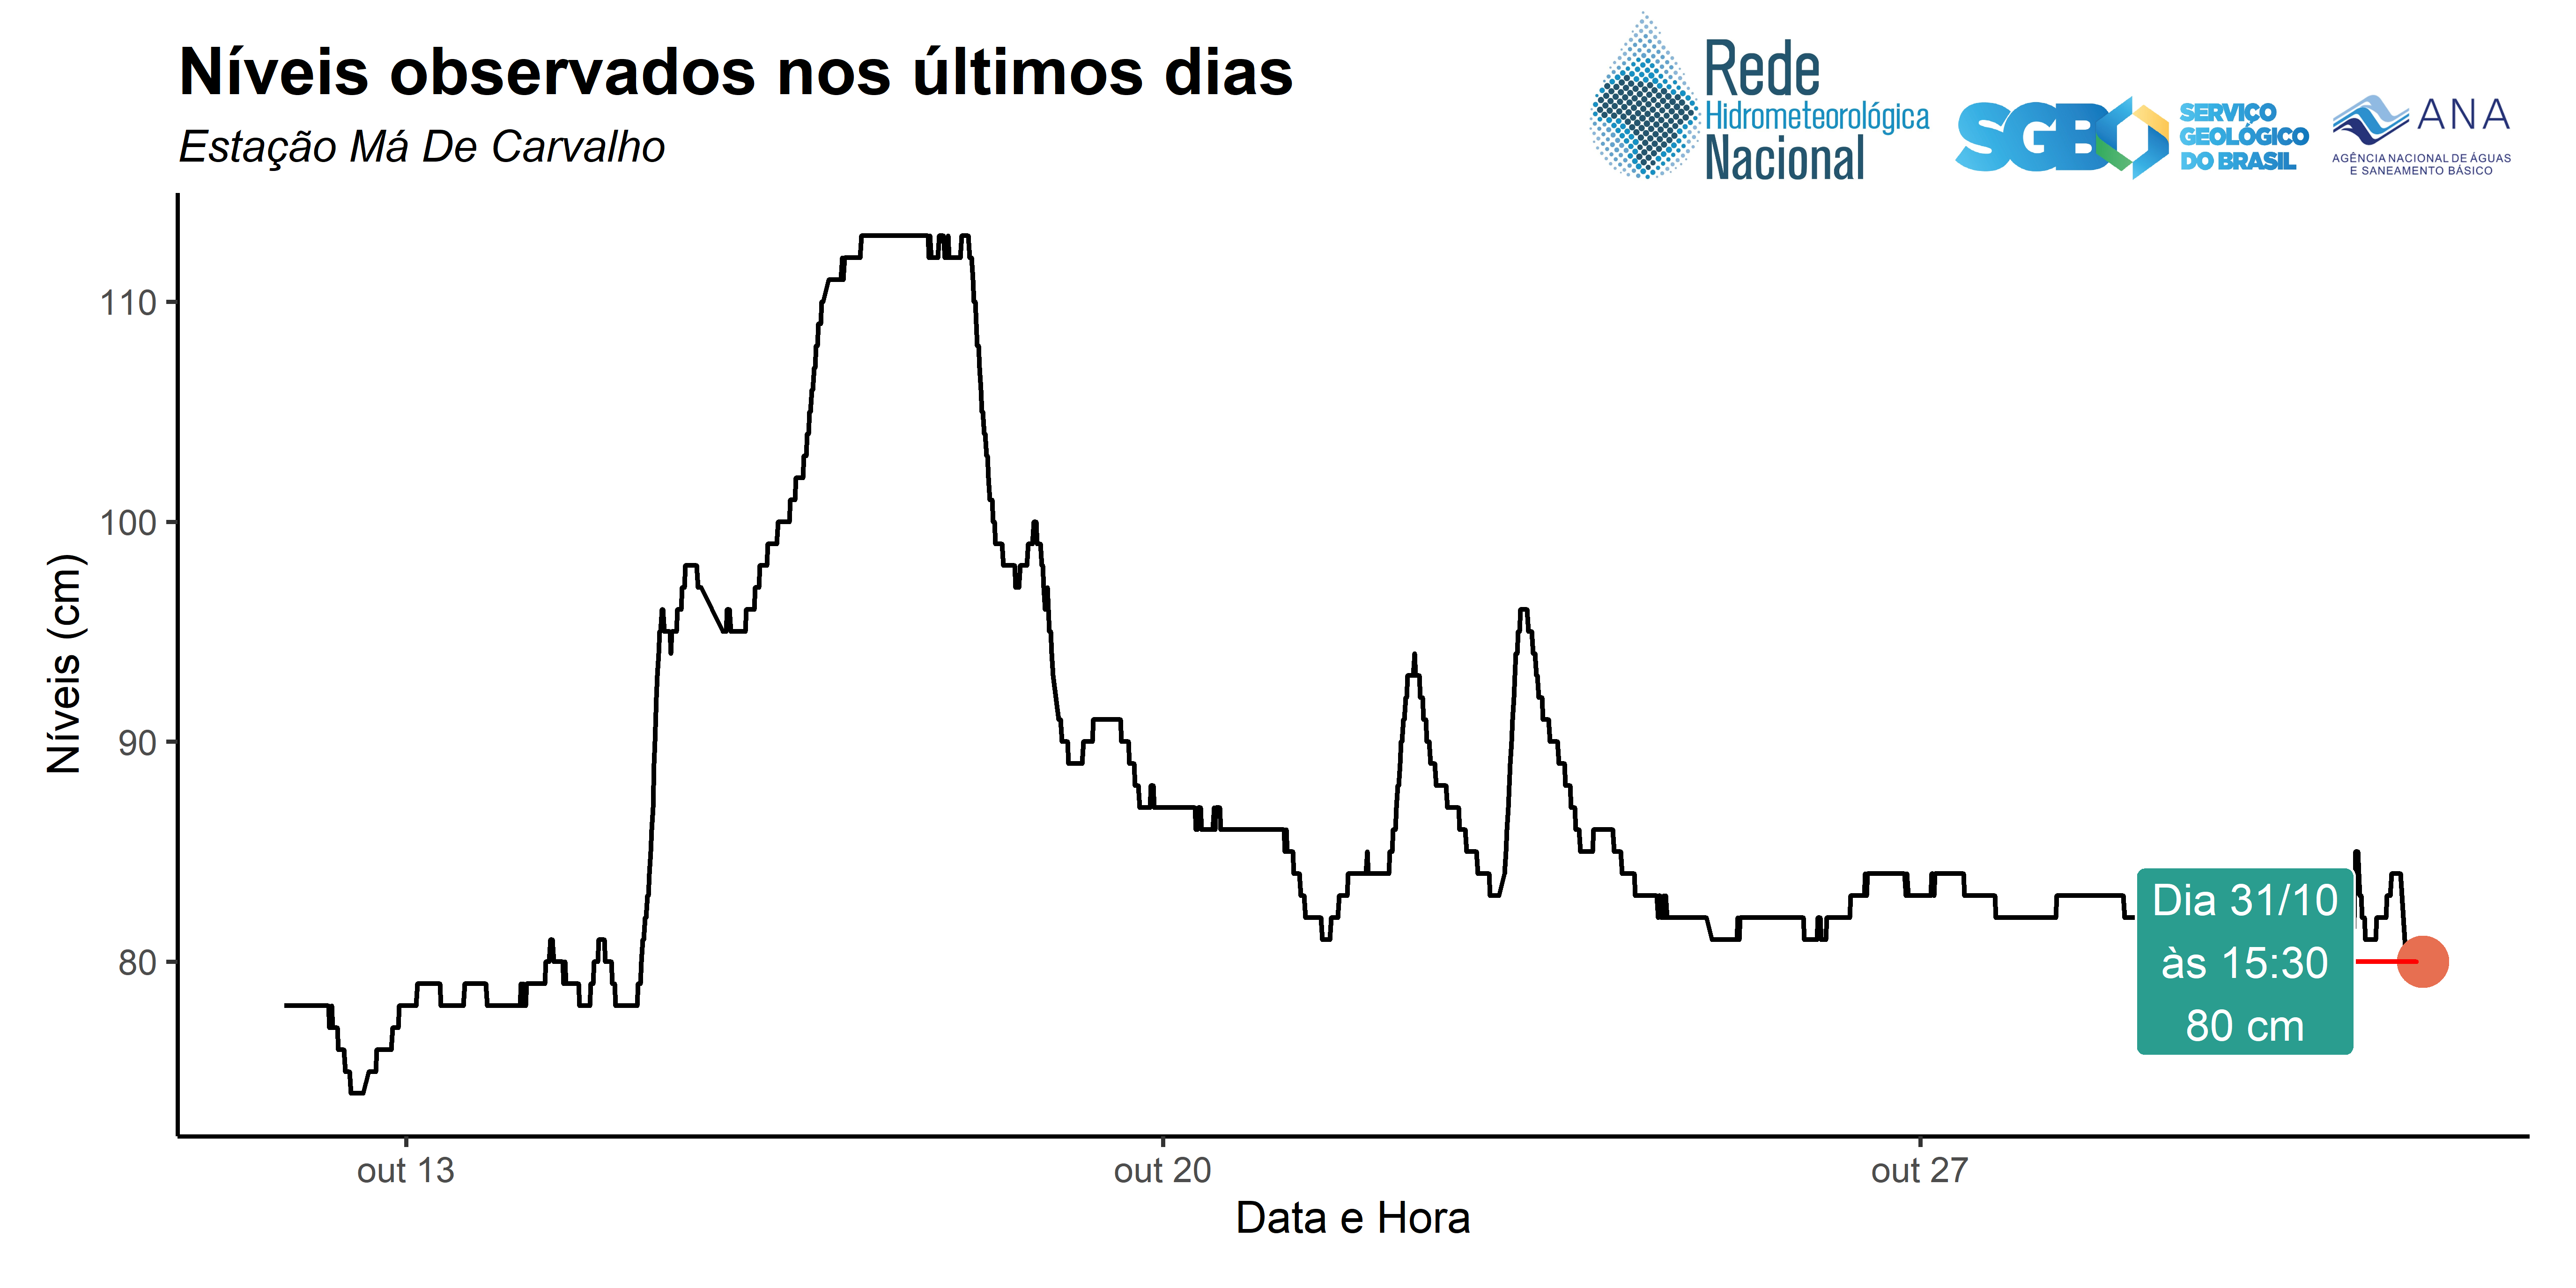 Níveis observados nos últimos dias
Estação Má De Carvalho
Rede
Hidrometeorológica
Nacional
SGB
SERVIÇO
GEOLÓGICO
DO BRASIL
ANA
AGÊNCIA NACIONAL DE ÁGUAS
E SANEAMENTO BÁSICO
Níveis (cm)
110
100
90
80
Dia 31/10
às 15:30
80 cm
out 13
out 20
out 27
Data e Hora